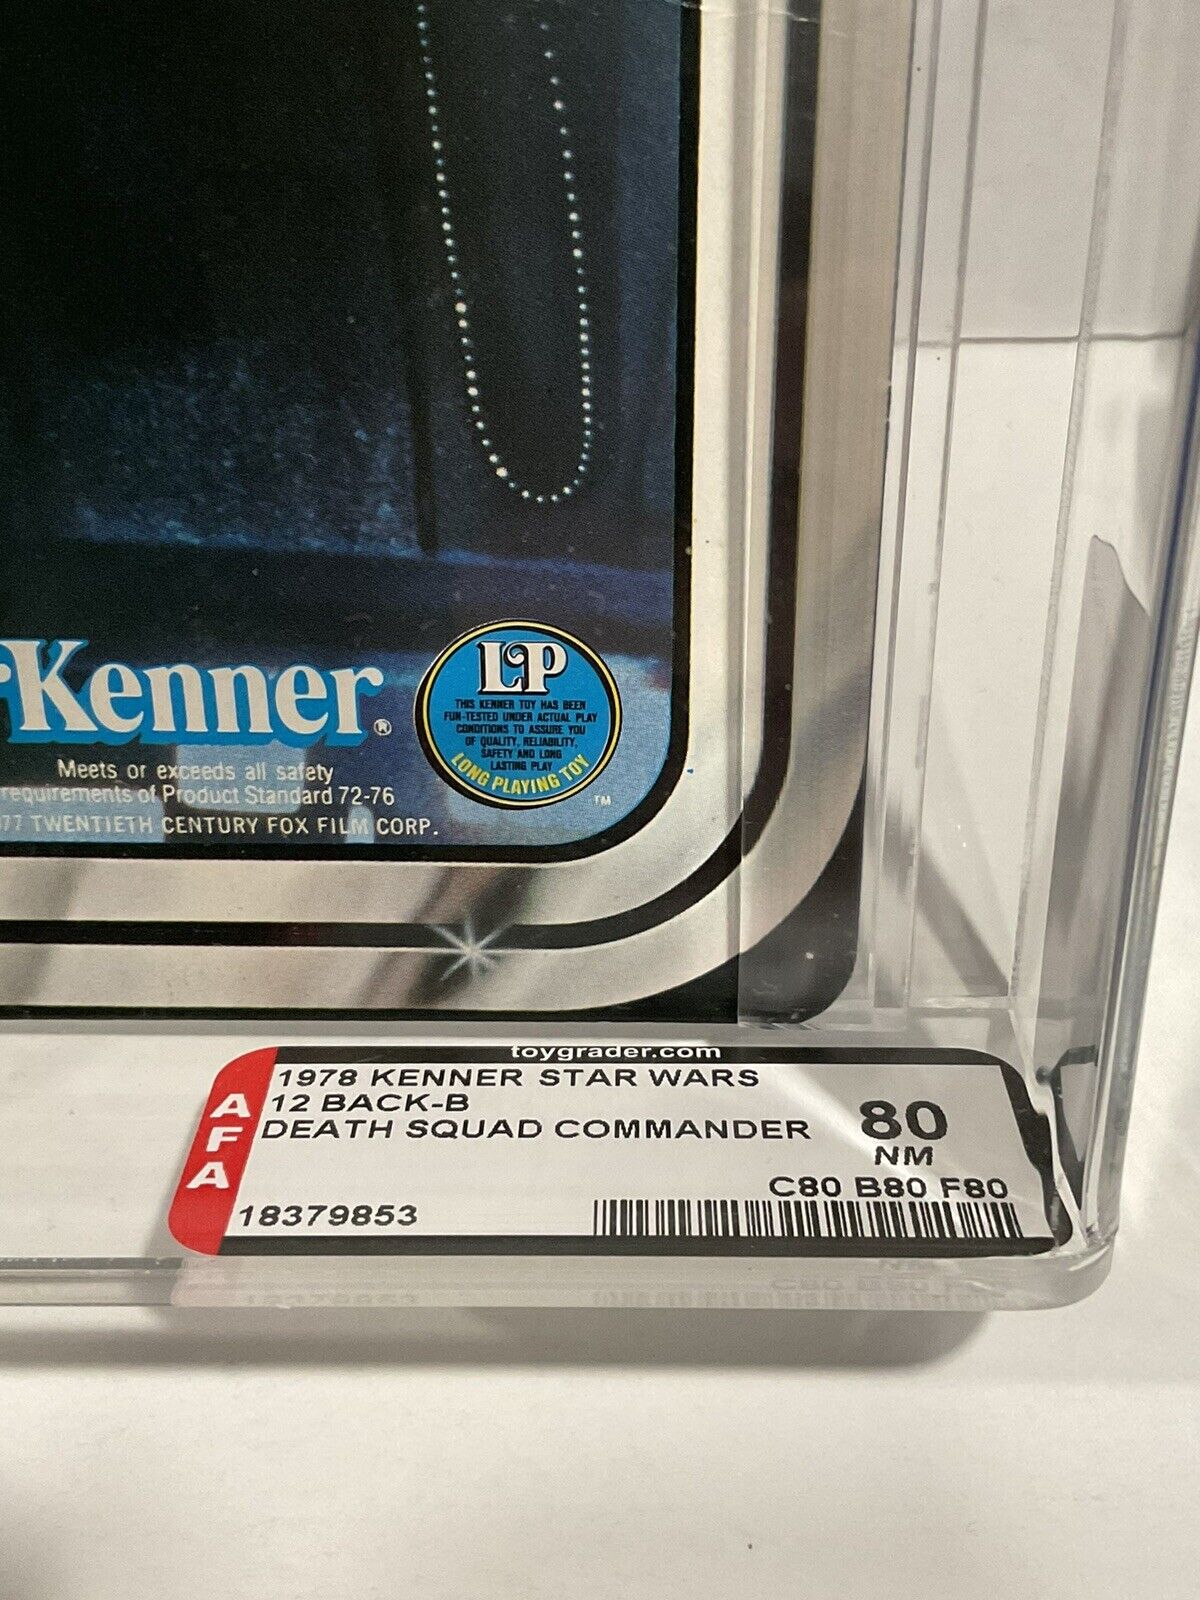 Kenner®
LP
THIS KENNER TOY HAS BEEN
FUN-TESTED UNDER ACTUAL PLAY
CONDITIONS TO ASSURE YOU
OF QUALITY, RELIABILITY,
SAFETY AND LONG
LASTING PLAY
LONG PLAYING TOY
TM
Meets or exceeds all safety
requirements of Product Standard 72-76
77 TWENTIETH CENTURY FOX FILM CORP.
toygrader.com
AFA
1978 KENNER STAR WARS
12 BACK-B
DEATH SQUAD COMMANDER
80
NM
C80 B80 F80
18379853